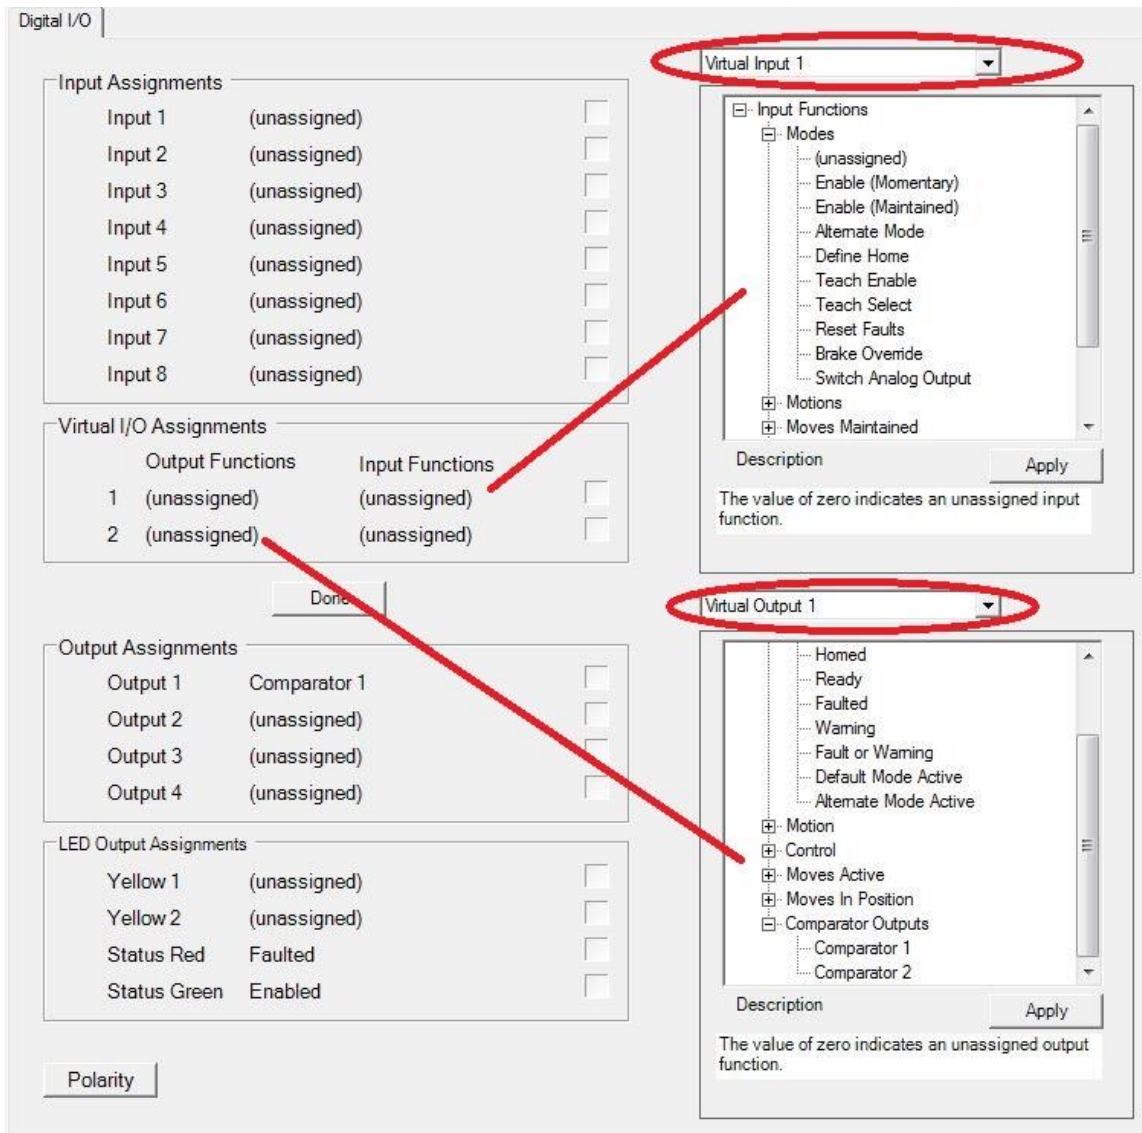 Digital I/O
Input Assignments
Input 1 (unassigned)
Input 2 (unassigned)
Input 3 (unassigned)
Input 4 (unassigned)
Input 5 (unassigned)
Input 6 (unassigned)
Input 7 (unassigned)
Input 8 (unassigned)
Virtual I/O Assignments
Output Functions Input Functions
1 (unassigned) (unassigned)
2 (unassigned) (unassigned)
Done
Output Assignments
Output 1 Comparator 1
Output 2 (unassigned)
Output 3 (unassigned)
Output 4 (unassigned)
LED Output Assignments
Yellow 1 (unassigned)
Yellow 2 (unassigned)
Status Red Faulted
Status Green Enabled
Polarity
Virtual Input 1
Input Functions
Modes
(unassigned)
Enable (Momentary)
Enable (Maintained)
Alternate Mode
Define Home
Teach Enable
Teach Select
Reset Faults
Brake Override
Switch Analog Output
Motions
Moves Maintained
Description
Apply
The value of zero indicates an unassigned input
function.
Virtual Output 1
Homed
Ready
Faulted
Warning
Fault or Warning
Default Mode Active
Alternate Mode Active
Motion
Control
Moves Active
Moves In Position
Comparator Outputs
Comparator 1
Comparator 2
Description
Apply
The value of zero indicates an unassigned output
function.